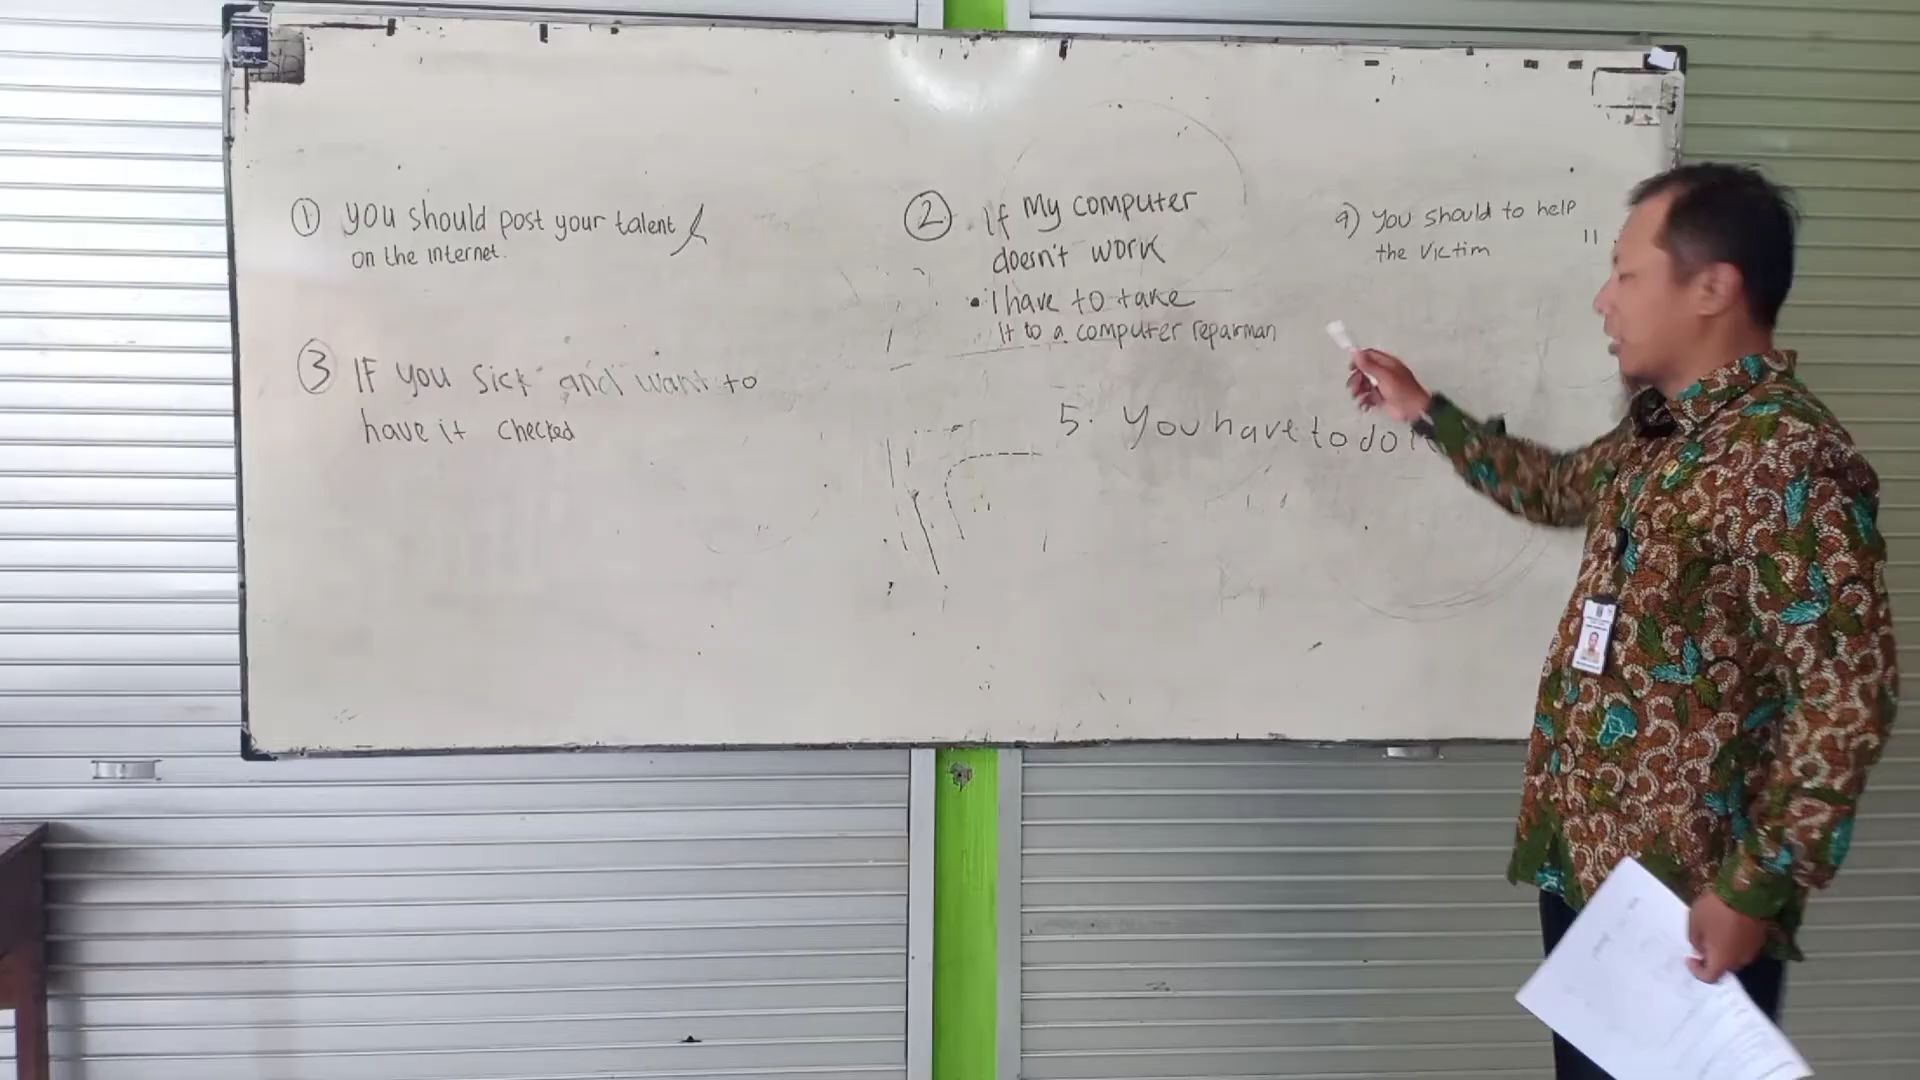 ① you should post your talent
on the internet.
② If My computer
doesn't work
• I have to take
It to a computer repairman
③ IF you sick and want to
have it checked
9) you should to help
the victim
"
5. You have to do